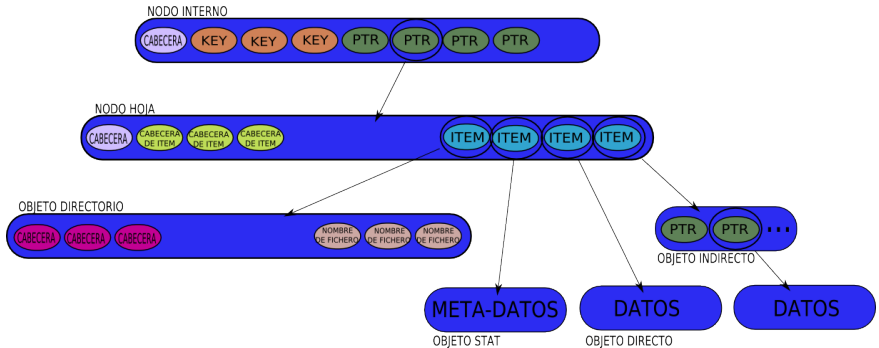 NODO INTERNO
CABECERA KEY KEY KEY PTR PTR PTR PTR
NODO HOJA
CABECERA
CABECERA
DE ITEM
CABECERA
DE ITEM
CABECERA
DE ITEM
ITEM ITEM ITEM ITEM
OBJETO DIRECTORIO
CABECERA CABECERA CABECERA
NOMBRE
DE FICHERO
NOMBRE
DE FICHERO
NOMBRE
DE FICHERO
PTR PTR ...
OBJETO INDIRECTO
META-DATOS
OBJETO STAT
DATOS
OBJETO DIRECTO
DATOS